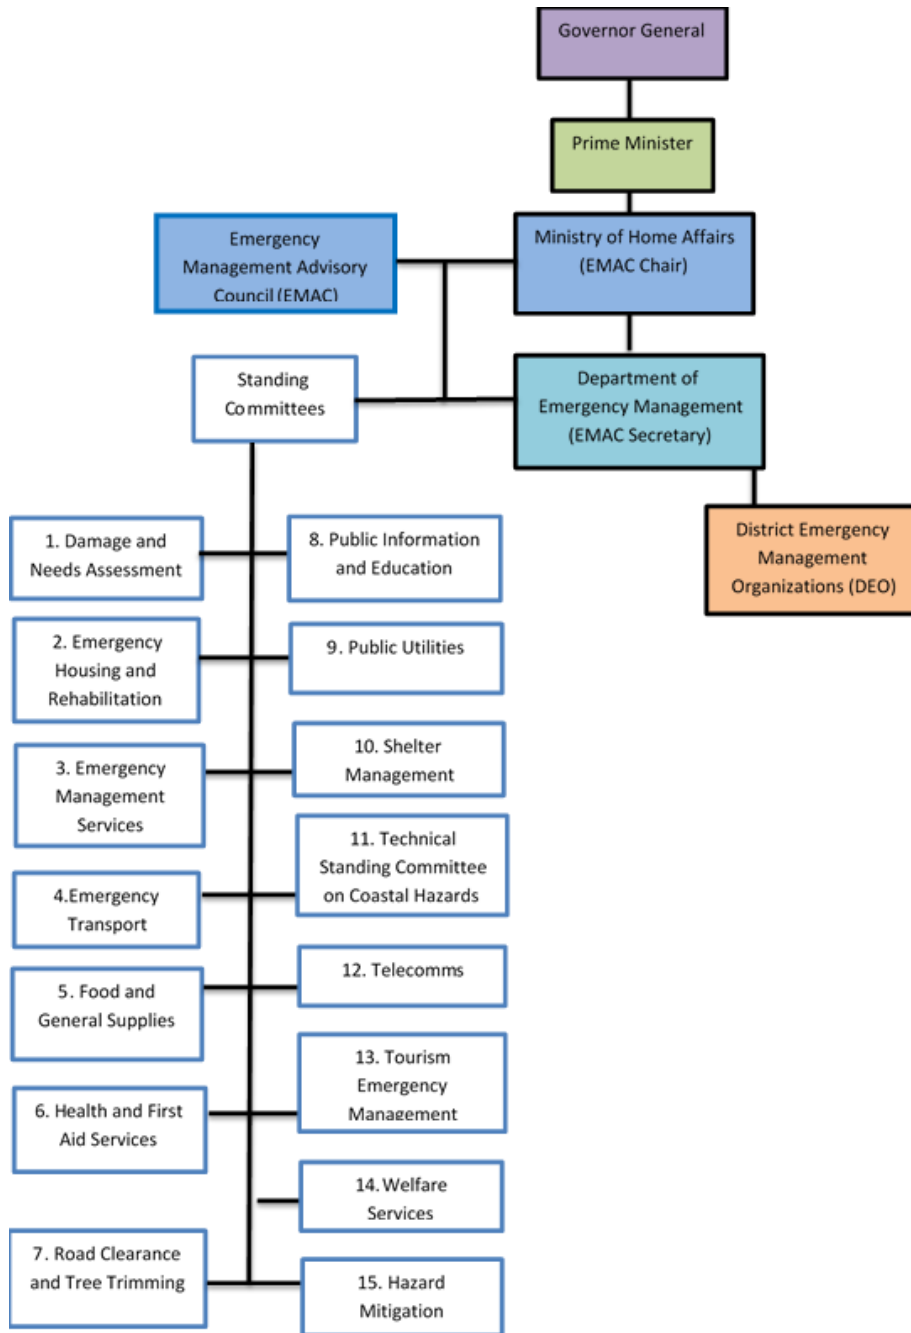 Governor General
Prime Minister
Emergency
Management Advisory
Council (EMAC)
Ministry of Home Affairs
(EMAC Chair)
Standing
Committees
Department of
Emergency Management
(EMAC Secretary)
District Emergency
Management
Organizations (DEO)
1. Damage and
Needs Assessment
2. Emergency
Housing and
Rehabilitation
3. Emergency
Management
Services
4.Emergency
Transport
5. Food and
General Supplies
6. Health and First
Aid Services
7. Road Clearance
and Tree Trimming
8. Public Information
and Education
9. Public Utilities
10. Shelter
Management
11. Technical
Standing Committee
on Coastal Hazards
12. Telecomms
13. Tourism
Emergency
Management
14. Welfare
Services
15. Hazard
Mitigation